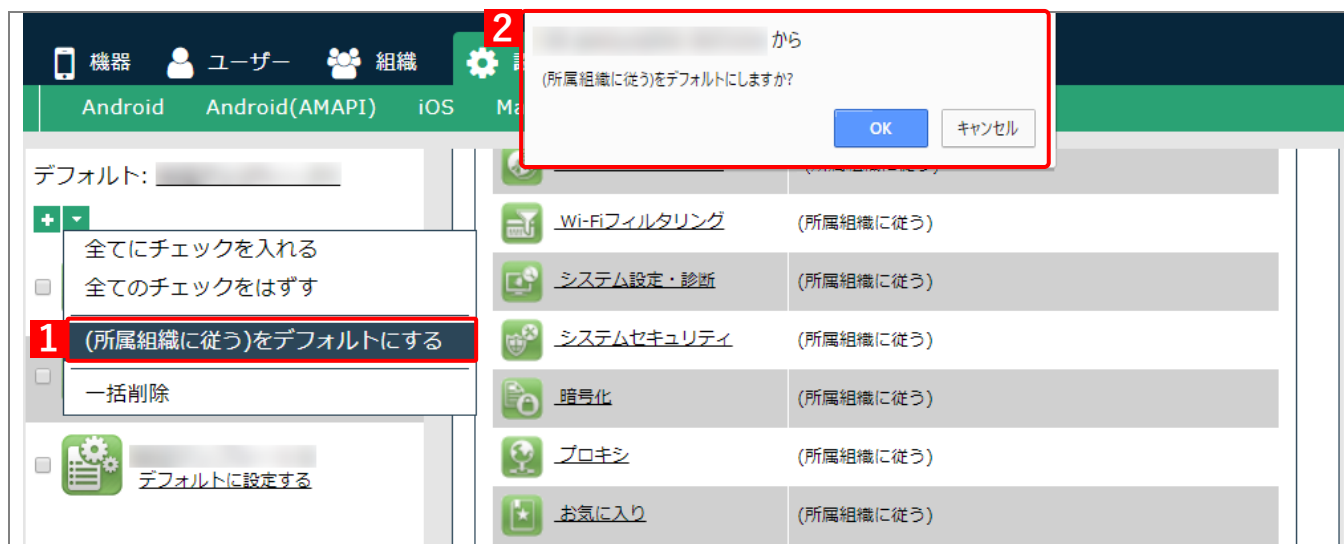 2
から
(所属組織に従う)をデフォルトにしますか?
OK キャンセル
機器 ユーザー 組織
Android Android(AMAPI) iOS
デフォルト:
全てにチェックを入れる
全てのチェックをはずす
1
(所属組織に従う)をデフォルトにする
一括削除
デフォルトに設定する
Wi-Fiフィルタリング (所属組織に従う)
システム設定・診断 (所属組織に従う)
システムセキュリティ (所属組織に従う)
暗号化 (所属組織に従う)
プロキシ (所属組織に従う)
お気に入り (所属組織に従う)